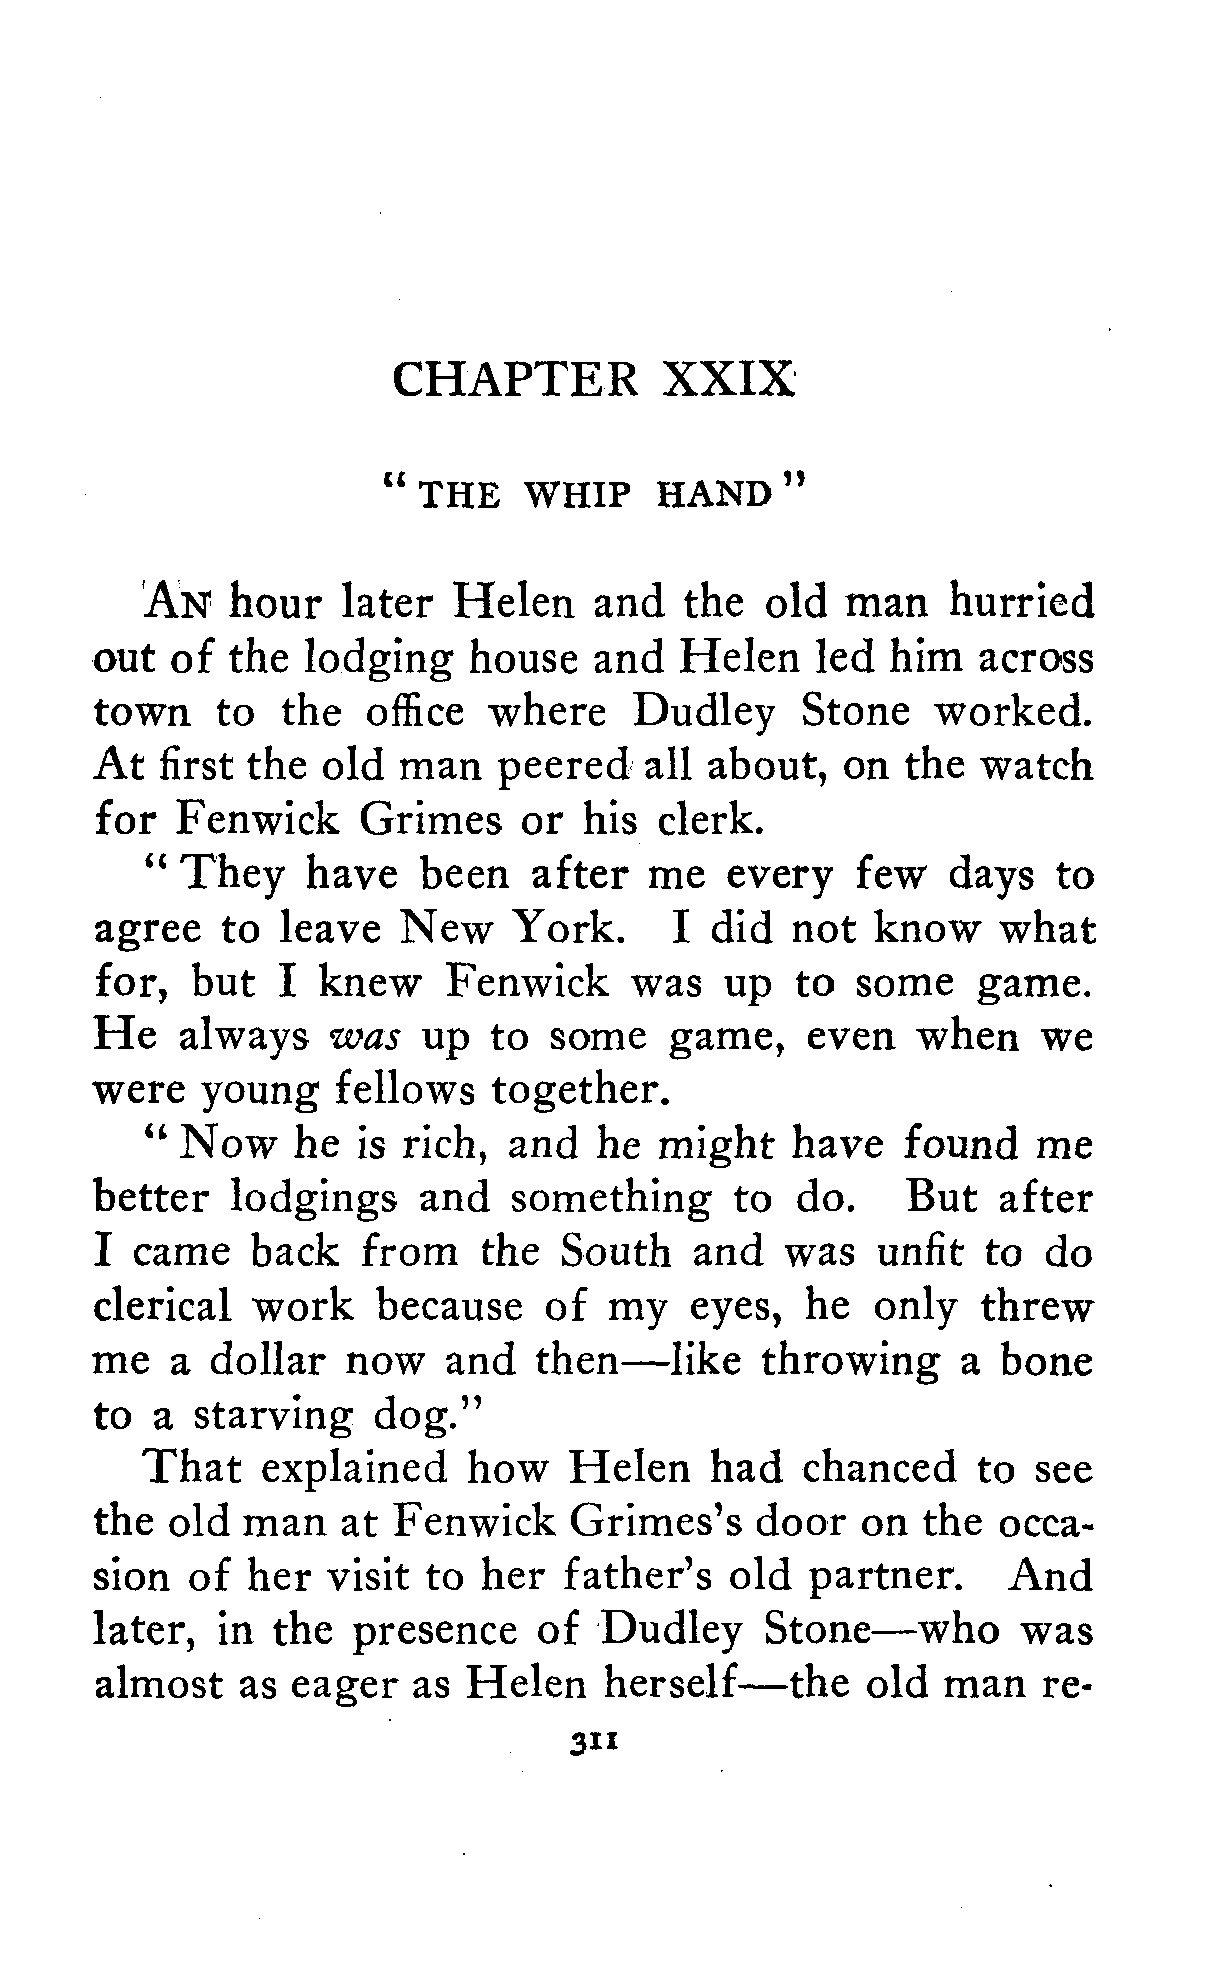 CHAPTER XXIX
" THE WHIP HAND "
AN hour later Helen and the old man hurried
out of the lodging house and Helen led him across
town to the office where Dudley Stone worked.
At first the old man peered all about, on the watch
for Fenwick Grimes or his clerk.
" They have been after me every few days to
agree to leave New York. I did not know what
for, but I knew Fenwick was up to some game.
He always was up to some game, even when we
were young fellows together.
" Now he is rich, and he might have found me
better lodgings and something to do. But after
I came back from the South and was unfit to do
clerical work because of my eyes, he only threw
me a dollar now and then—like throwing a bone
to a starving dog."
That explained how Helen had chanced to see
the old man at Fenwick Grimes's door on the occa-
sion of her visit to her father's old partner. And
later, in the presence of Dudley Stone—who was
almost as eager as Helen herself—the old man re-
311